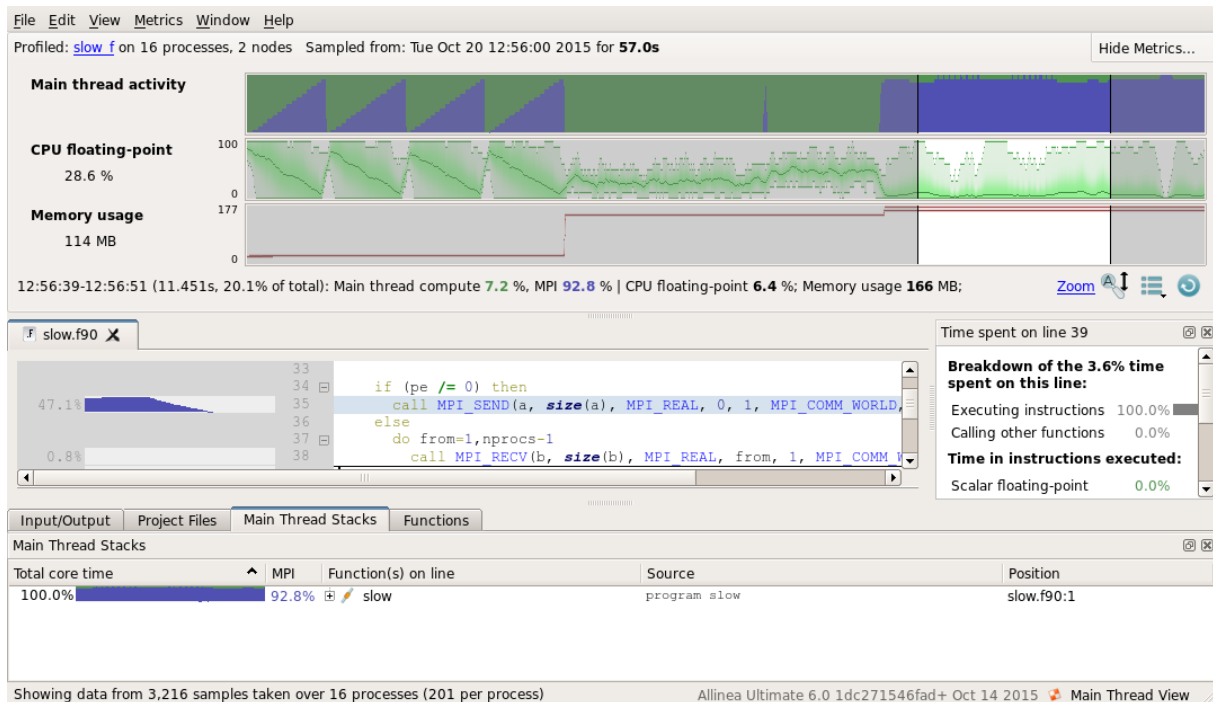 File Edit View Metrics Window Help
Profiled: slow_f on 16 processes, 2 nodes Sampled from: Tue Oct 20 12:56:00 2015 for 57.0s
Hide Metrics...
Main thread activity
CPU floating-point
28.6 %
100
0
Memory usage
114 MB
177
0
12:56:39-12:56:51 (11.451s, 20.1% of total): Main thread compute 7.2 %, MPI 92.8 % | CPU floating-point 6.4 %; Memory usage 166 MB;
Zoom
F slow.f90
33
34 if (pe /= 0) then
47.1% 35 call MPI_SEND(a, size(a), MPI_REAL, 0, 1, MPI_COMM_WORLD,
36 else
37 do from=1,nprocs-1
0.8% 38 call MPI_RECV(b, size(b), MPI_REAL, from, 1, MPI_COMM_W
Time spent on line 39
Breakdown of the 3.6% time
spent on this line:
Executing instructions 100.0%
Calling other functions 0.0%
Time in instructions executed:
Scalar floating-point 0.0%
Input/Output Project Files Main Thread Stacks Functions
Main Thread Stacks
Total core time MPI Function(s) on line Source Position
100.0% 92.8% slow program slow slow.f90:1
Showing data from 3,216 samples taken over 16 processes (201 per process)
Allinea Ultimate 6.0 1dc271546fad+ Oct 14 2015 Main Thread View